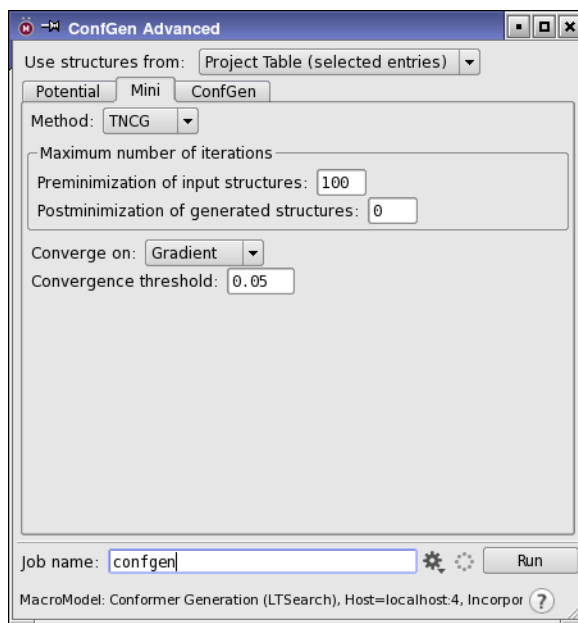 ConfGen Advanced
Use structures from: Project Table (selected entries)
Potential Mini ConfGen
Method: TNCG
Maximum number of iterations
Preminimization of input structures: 100
Postminimization of generated structures: 0
Converge on: Gradient
Convergence threshold: 0.05
Job name: confgen Run
MacroModel: Conformer Generation (LTSearch), Host=localhost:4, Incorpor ?